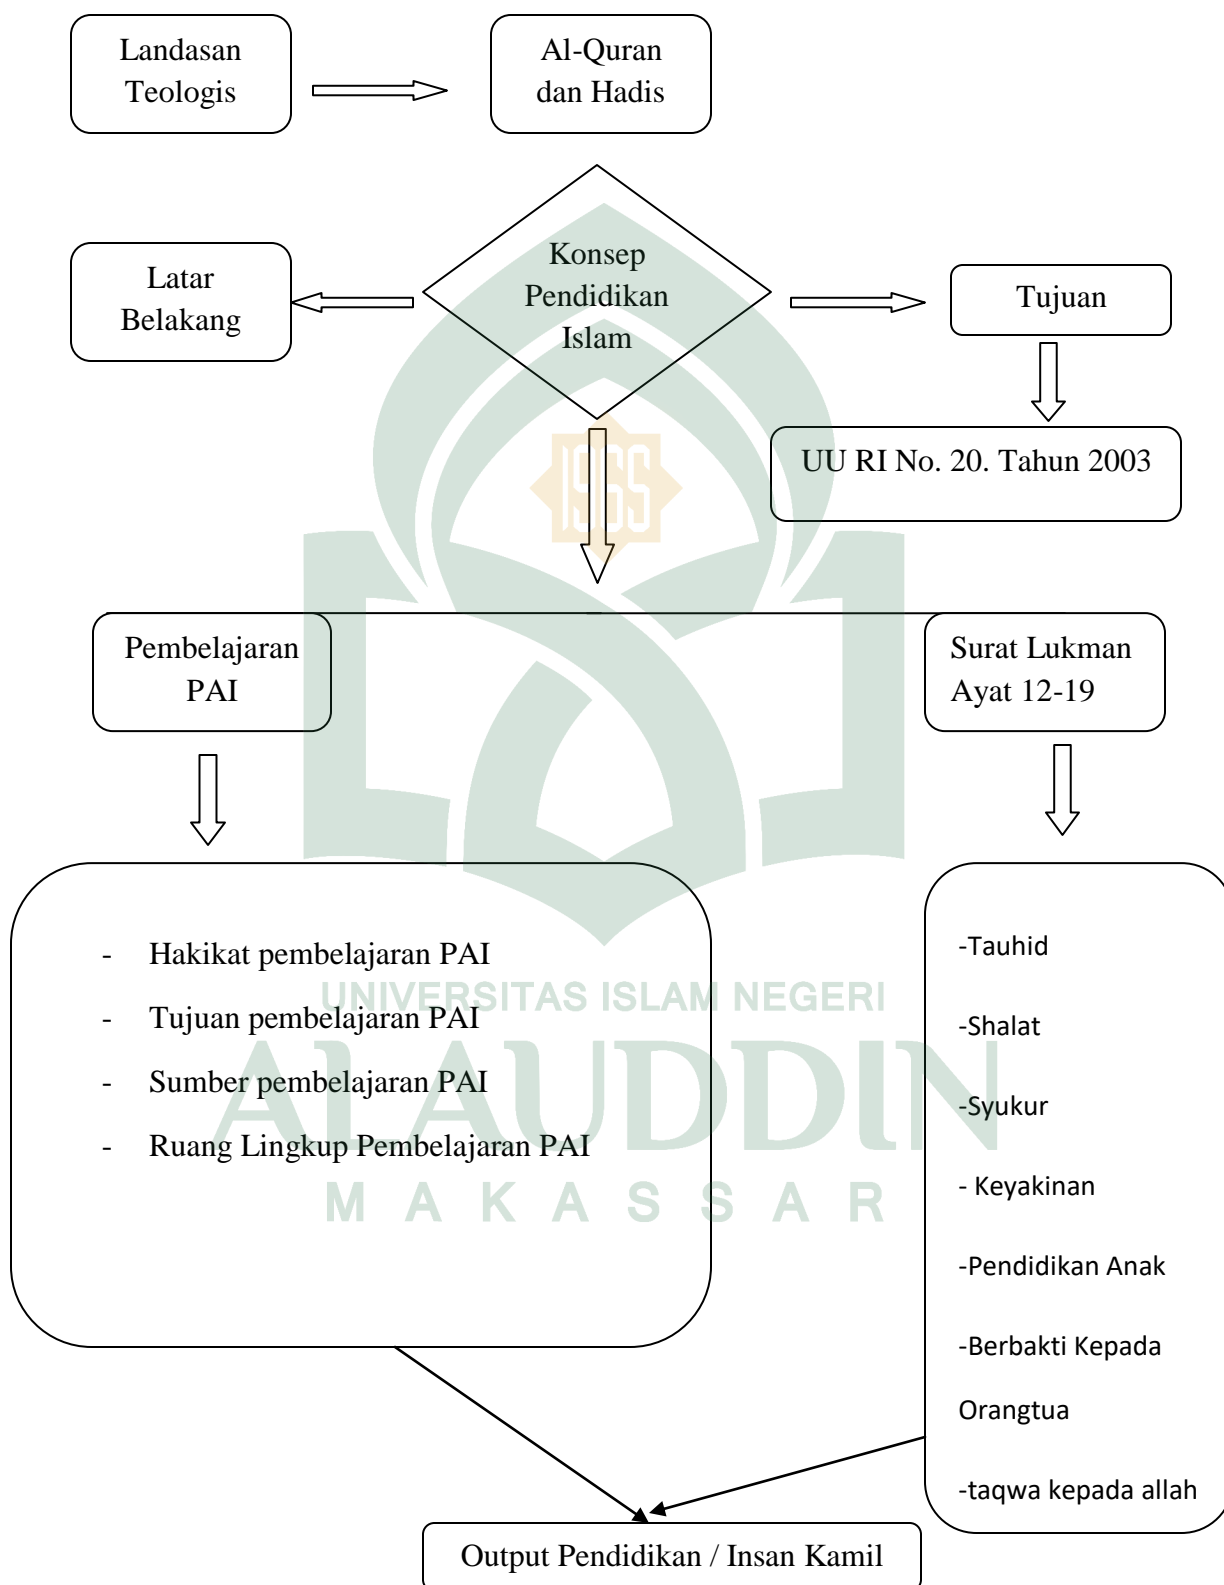 Landasan
Teologis
Al-Quran
dan Hadis
Konsep
Pendidikan
Islam
Latar
Belakang
Tujuan
UU RI No. 20. Tahun 2003
1965
Pembelajaran
PAI
Surat Lukman
Ayat 12-19
- Hakikat pembelajaran PAI
- Tujuan pembelajaran PAI
- Sumber pembelajaran PAI
- Ruang Lingkup Pembelajaran PAI
UNIVERSITAS ISLAM NEGERI
ALAUDDIN
MAKASSAR
-Tauhid
-Shalat
-Syukur
- Keyakinan
-Pendidikan Anak
-Berbakti Kepada
Orangtua
-taqwa kepada allah
Output Pendidikan / Insan Kamil